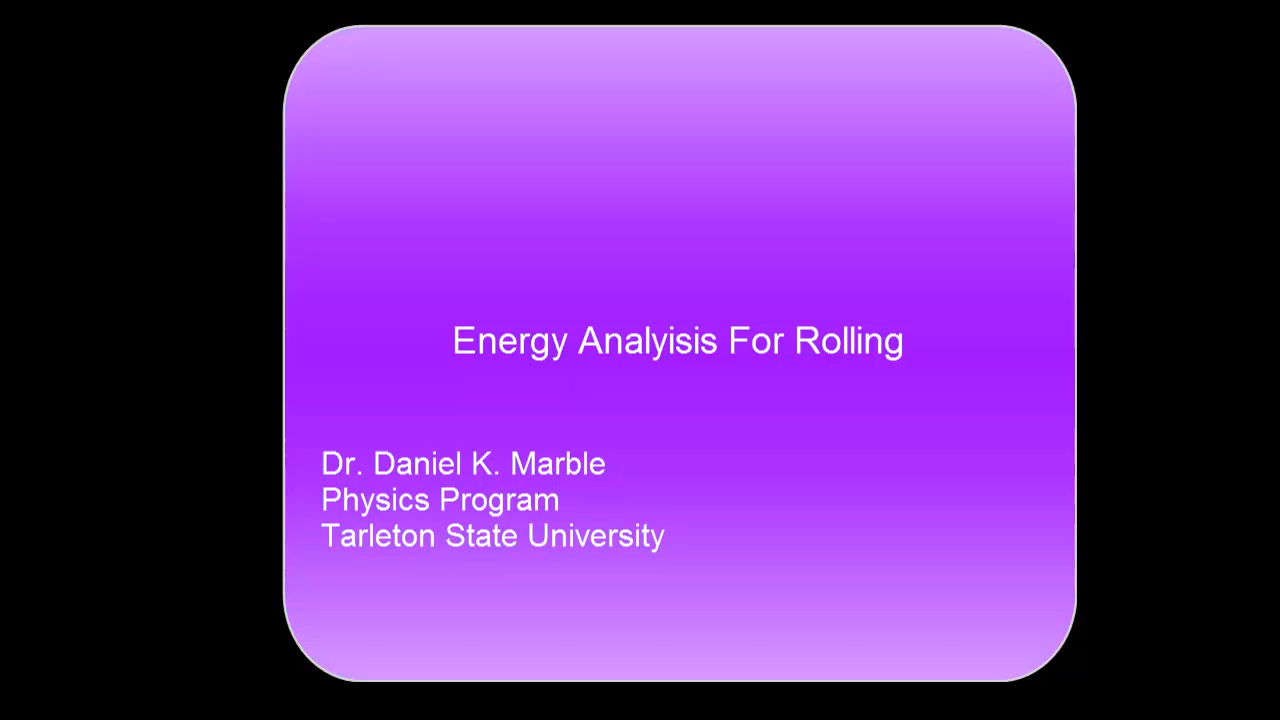 Energy Analyisis For Rolling
Dr. Daniel K. Marble
Physics Program
Tarleton State University